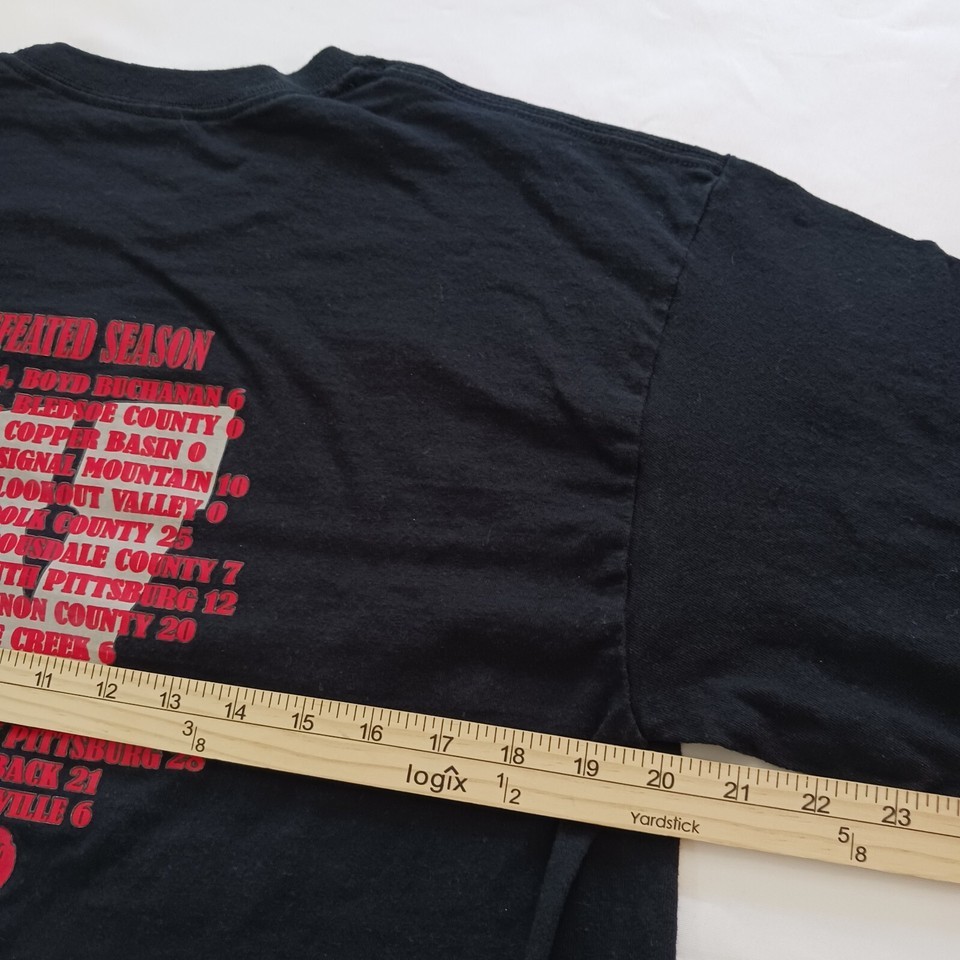 SEASON
BOYD BUCHANAN 6
BLEDSOE COUNTY 0
COPPER BASIN 0
SIGNAL MOUNTAIN 10
LOOKOUT VALLEY 0
COUNTY 25
COUNTY 7
PITTSBURG 12
COUNTY 20
CREEK 6
11 12 13 14 15 16 17 18 19 20 21 22 23
3/8 logix 1/2 Yardstick 5/8
PITTSBURG 28
BACK 21
VILLE 6